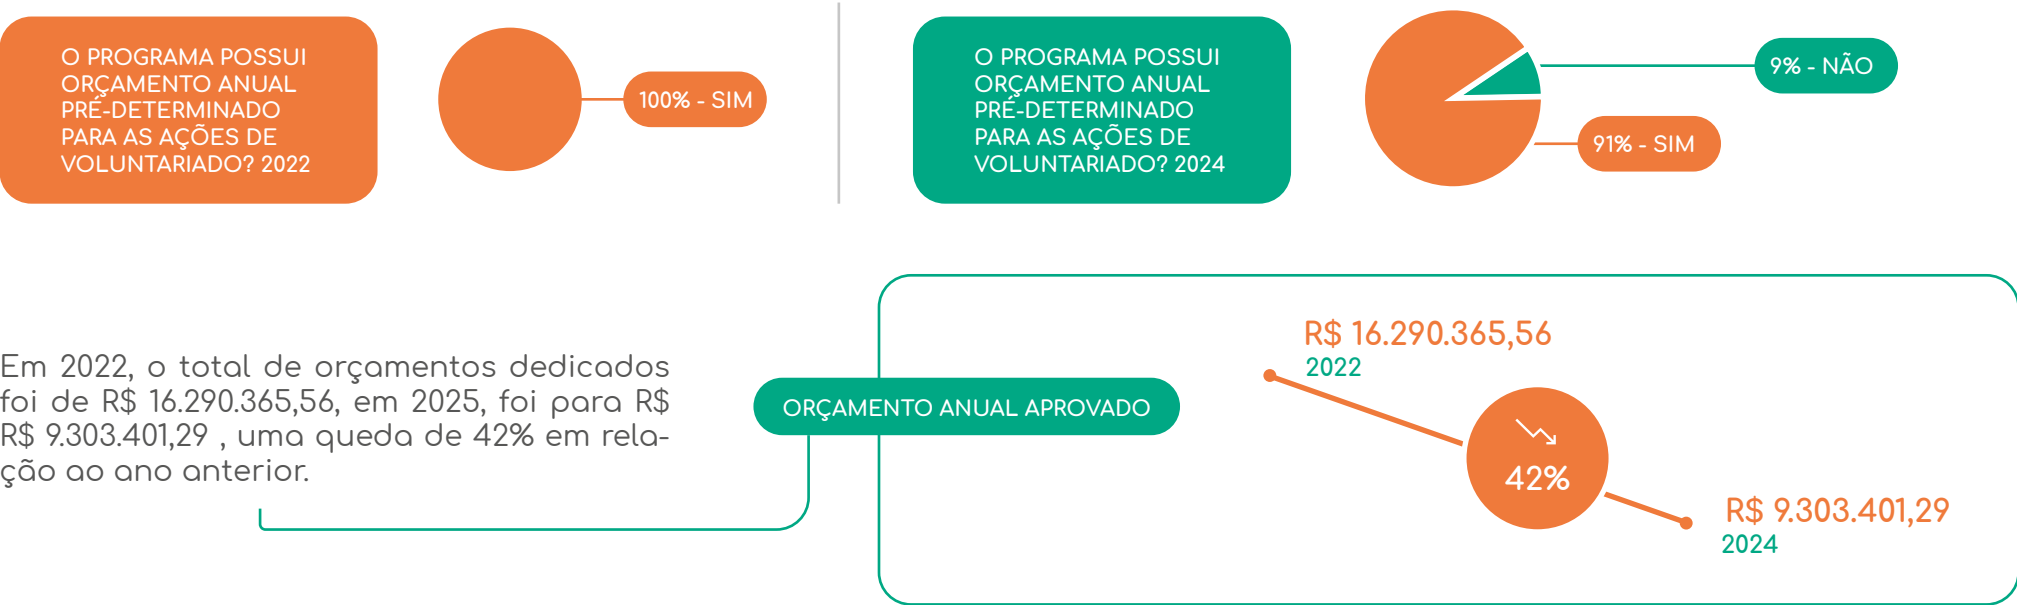 O PROGRAMA POSSUI
ORÇAMENTO ANUAL
PRÉ-DETERMINADO
PARA AS AÇÕES DE
VOLUNTARIADO? 2022
100% - SIM
O PROGRAMA POSSUI
ORÇAMENTO ANUAL
PRÉ-DETERMINADO
PARA AS AÇÕES DE
VOLUNTARIADO? 2024
9% - NÃO
91% - SIM
Em 2022, o total de orçamentos dedicados
foi de R$ 16.290.365,56, em 2025, foi para R$
R$ 9.303.401,29 , uma queda de 42% em rela-
ção ao ano anterior.
ORÇAMENTO ANUAL APROVADO
R$ 16.290.365,56
2022
42%
R$ 9.303.401,29
2024